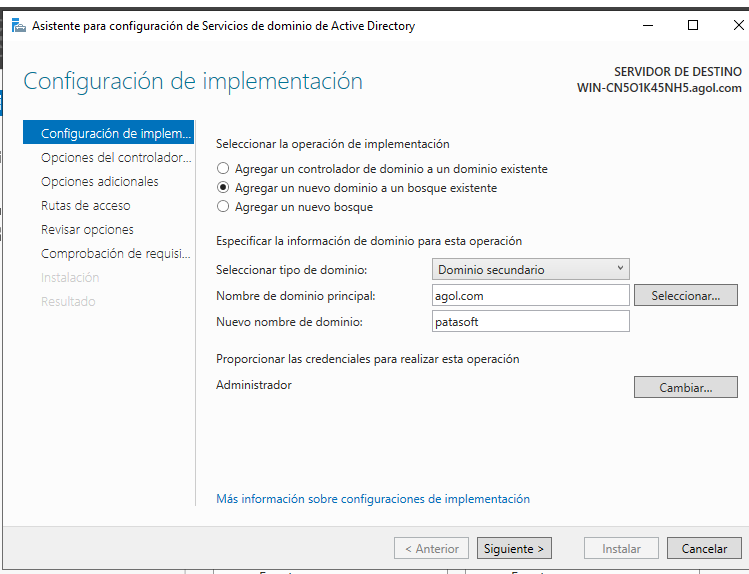 Asistente para configuración de Servicios de dominio de Active Directory
Configuración de implementación
SERVIDOR DE DESTINO
WIN-CN5O1K45NH5.agol.com
Configuración de implem...
Opciones del controlador...
Opciones adicionales
Rutas de acceso
Revisar opciones
Comprobación de requisi...
Instalación
Resultado
Seleccionar la operación de implementación
Agregar un controlador de dominio a un dominio existente
Agregar un nuevo dominio a un bosque existente
Agregar un nuevo bosque
Especificar la información de dominio para esta operación
Seleccionar tipo de dominio: Dominio secundario
Nombre de dominio principal: agol.com Seleccionar...
Nuevo nombre de dominio: patasoft
Proporcionar las credenciales para realizar esta operación
Administrador Cambiar...
Más información sobre configuraciones de implementación
< Anterior Siguiente > Instalar Cancelar